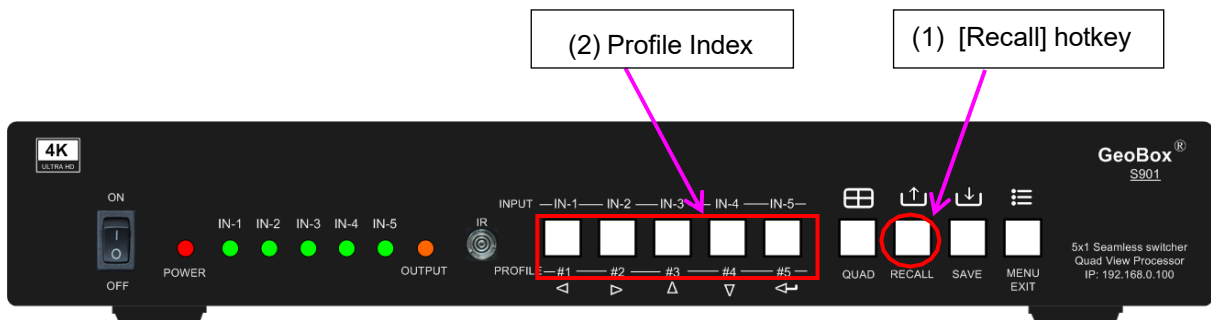 (2) Profile Index
(1) [Recall] hotkey
4K
ULTRA HD
GeoBox®
S901
ON
OFF
POWER
IN-1 IN-2 IN-3 IN-4 IN-5
OUTPUT
IR
INPUT IN-1 IN-2 IN-3 IN-4 IN-5
PROFILE #1 #2 #3 #4 #5
QUAD RECALL SAVE MENU
EXIT
5x1 Seamless switcher
Quad View Processor
IP: 192.168.0.100